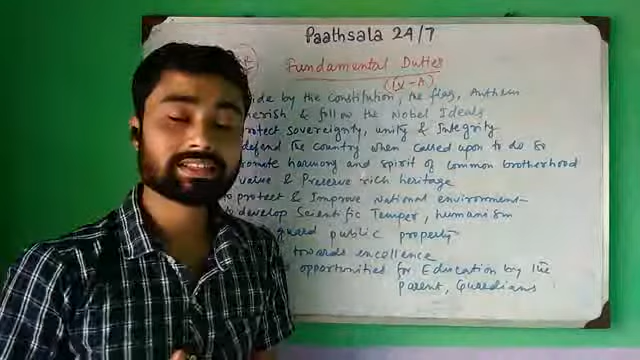 Paathsala 24/7
Fundamental Duties
(IV-A)
ide by the constitution, the flag, Anthem
herish & follow the Nobel Ideals
rotect sovereignty, unity & Integrity
defend the country when called upon to do so
romote harmony and spirit of common brotherhood
value & Preserve rich heritage
to protect & Improve National environment
to develop Scientific Temper, humanism
guard public property
towards excellence
opportunities for Education by the
parent, Guardians